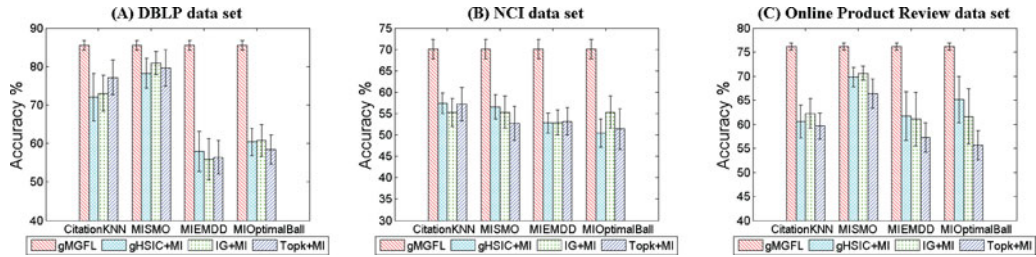 (A) DBLP data set
Accuracy %
90
80
70
60
50
40
CitationKNN MISMO MIEMDD MIOptimalBall
gMGFL gHSIC+MI IG+MI Topk+MI
(B) NCI data set
Accuracy %
80
75
70
65
60
55
50
45
40
CitationKNN MISMO MIEMDD MIOptimalBall
gMGFL gHSIC+MI IG+MI Topk+MI
(C) Online Product Review data set
Accuracy %
80
75
70
65
60
55
50
45
40
CitationKNN MISMO MIEMDD MIOptimalBall
gMGFL gHSIC+MI IG+MI Topk+MI